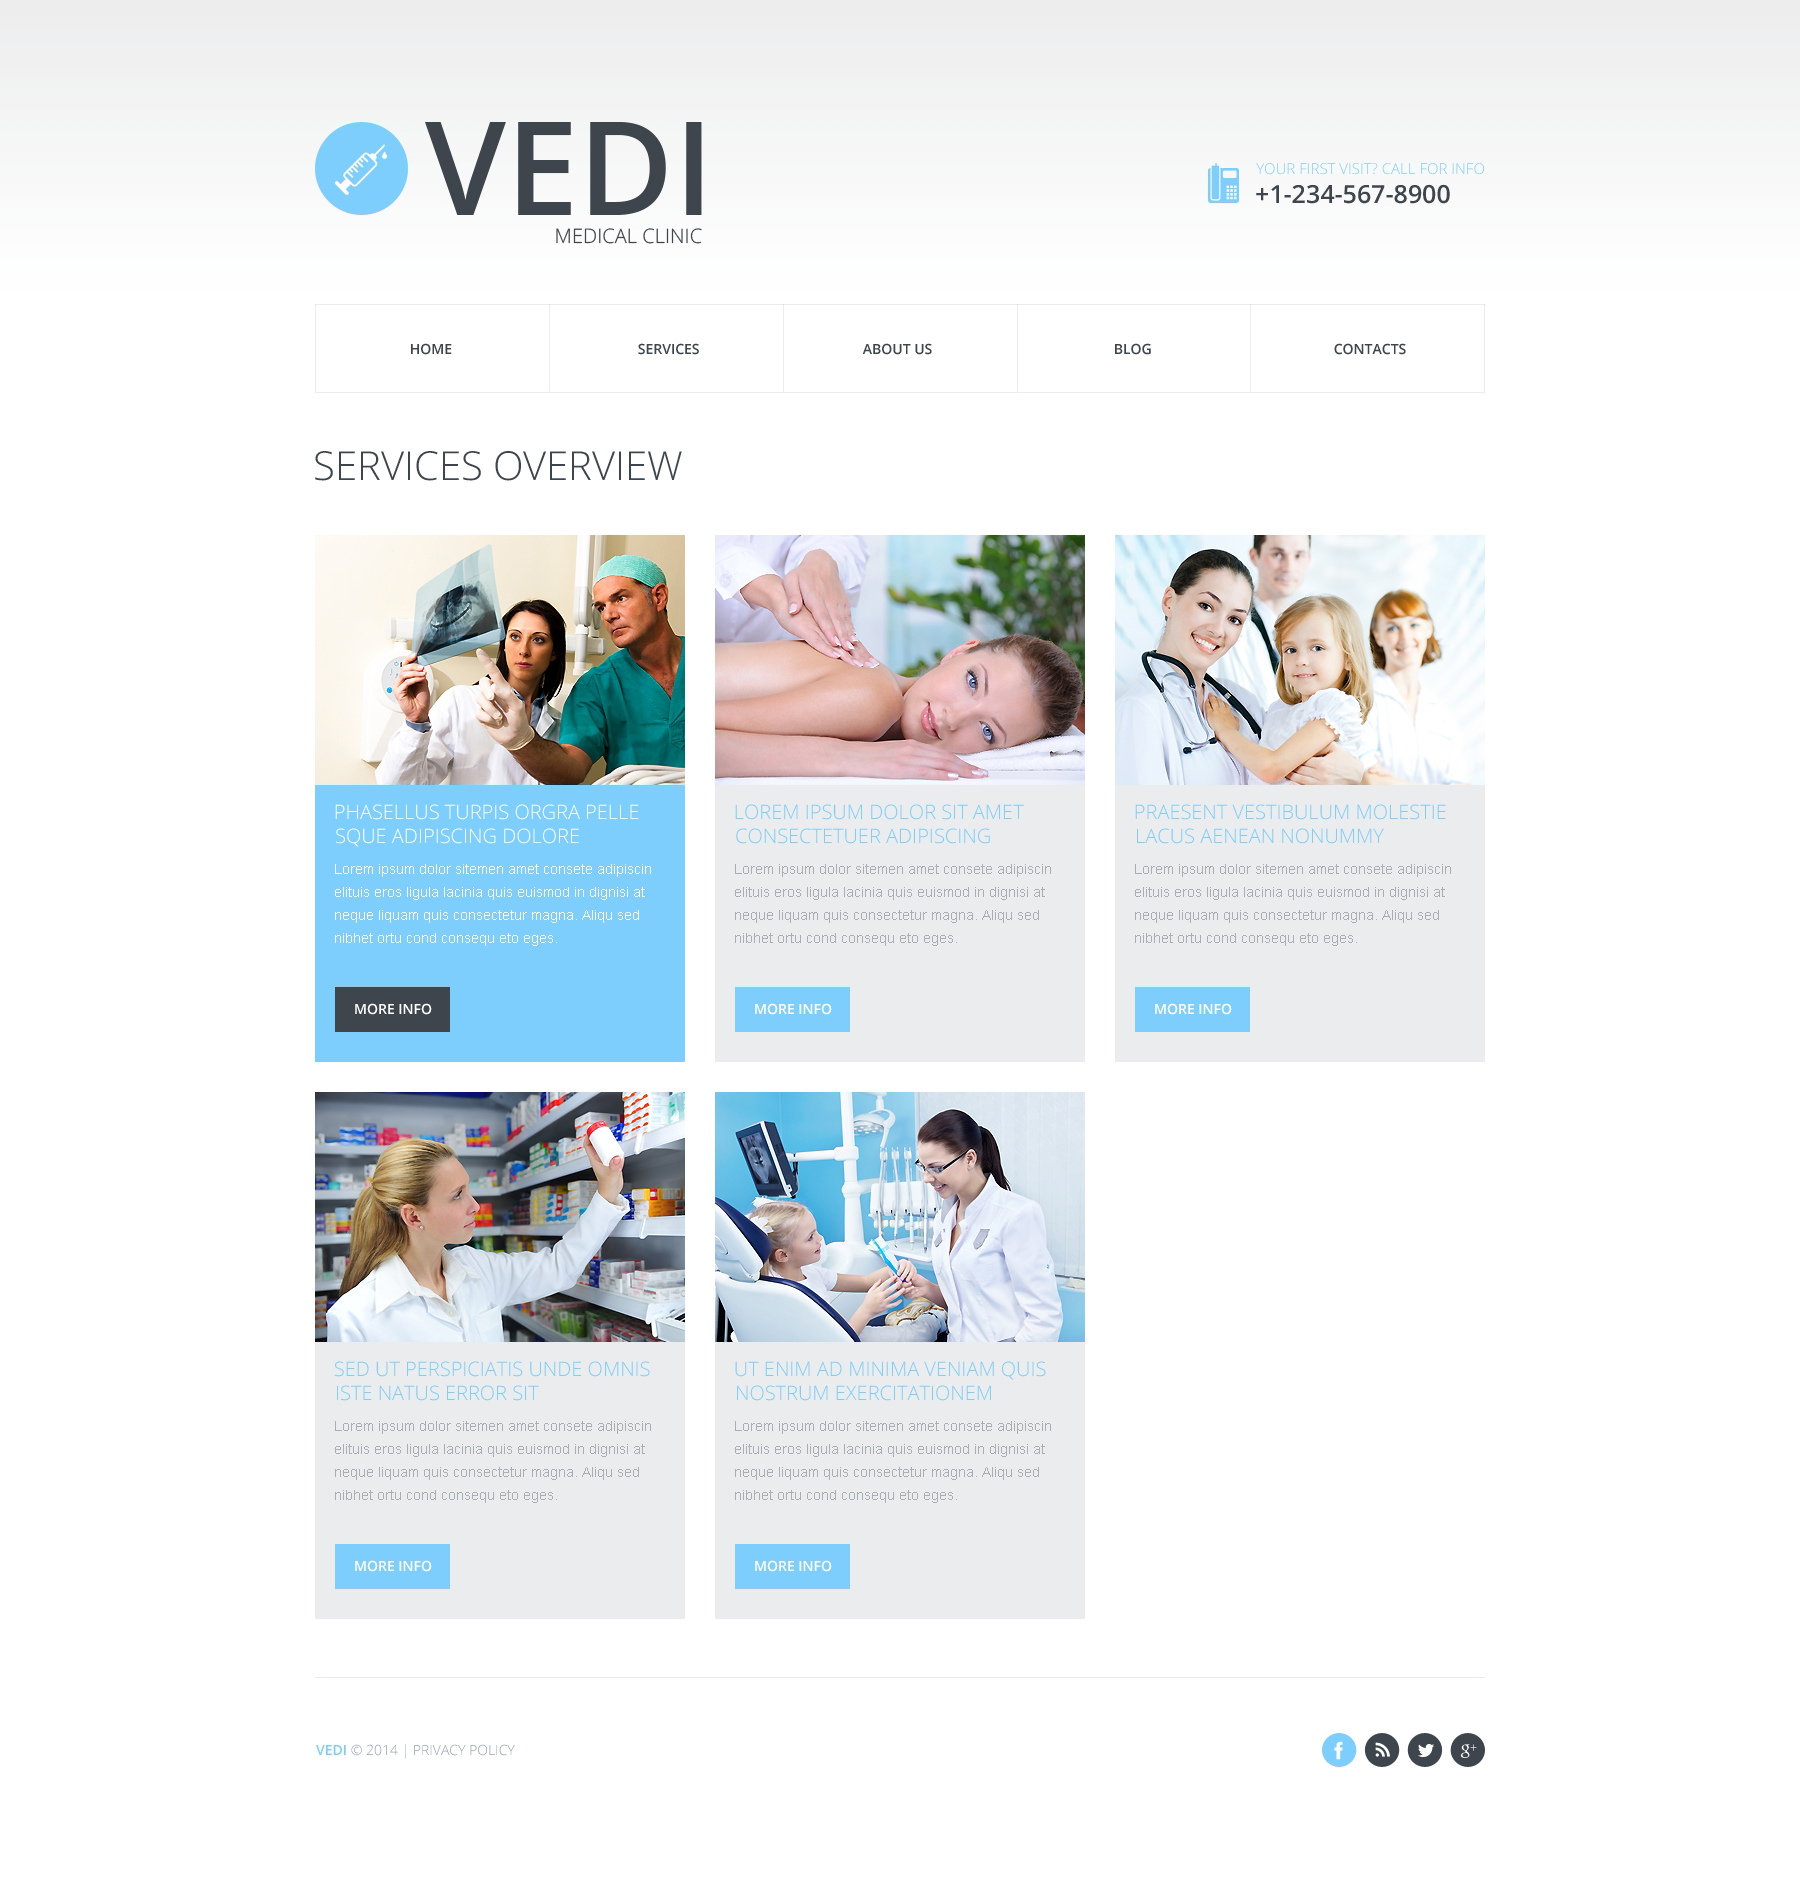 VEDI
MEDICAL CLINIC
YOUR FIRST VISIT? CALL FOR INFO
+1-234-567-8900
HOME
SERVICES
ABOUT US
BLOG
CONTACTS
SERVICES OVERVIEW
PHASELLUS TURPIS ORGRA PELLE
SQUE ADIPISCING DOLORE
Lorem ipsum dolor sitemen amet consete adipiscin
elituis eros ligula lacinia quis euismod in dignisi at
neque liquam quis consectetur magna. Aliqu sed
nibhet ortu cond consequ eto eges.
MORE INFO
LOREM IPSUM DOLOR SIT AMET
CONSECTETUER ADIPISCING
Lorem ipsum dolor sitemen amet consete adipiscin
elituis eros ligula lacinia quis euismod in dignisi at
neque liquam quis consectetur magna. Aliqu sed
nibhet ortu cond consequ eto eges.
MORE INFO
PRAESENT VESTIBULUM MOLESTIE
LACUS AENEAN NONUMMY
Lorem ipsum dolor sitemen amet consete adipiscin
elituis eros ligula lacinia quis euismod in dignisi at
neque liquam quis consectetur magna. Aliqu sed
nibhet ortu cond consequ eto eges.
MORE INFO
SED UT PERSPICIATIS UNDE OMNIS
ISTE NATUS ERROR SIT
Lorem ipsum dolor sitemen amet consete adipiscin
elituis eros ligula lacinia quis euismod in dignisi at
neque liquam quis consectetur magna. Aliqu sed
nibhet ortu cond consequ eto eges.
MORE INFO
UT ENIM AD MINIMA VENIAM QUIS
NOSTRUM EXERCITATIONEM
Lorem ipsum dolor sitemen amet consete adipiscin
elituis eros ligula lacinia quis euismod in dignisi at
neque liquam quis consectetur magna. Aliqu sed
nibhet ortu cond consequ eto eges.
MORE INFO
VEDI © 2014 | PRIVACY POLICY